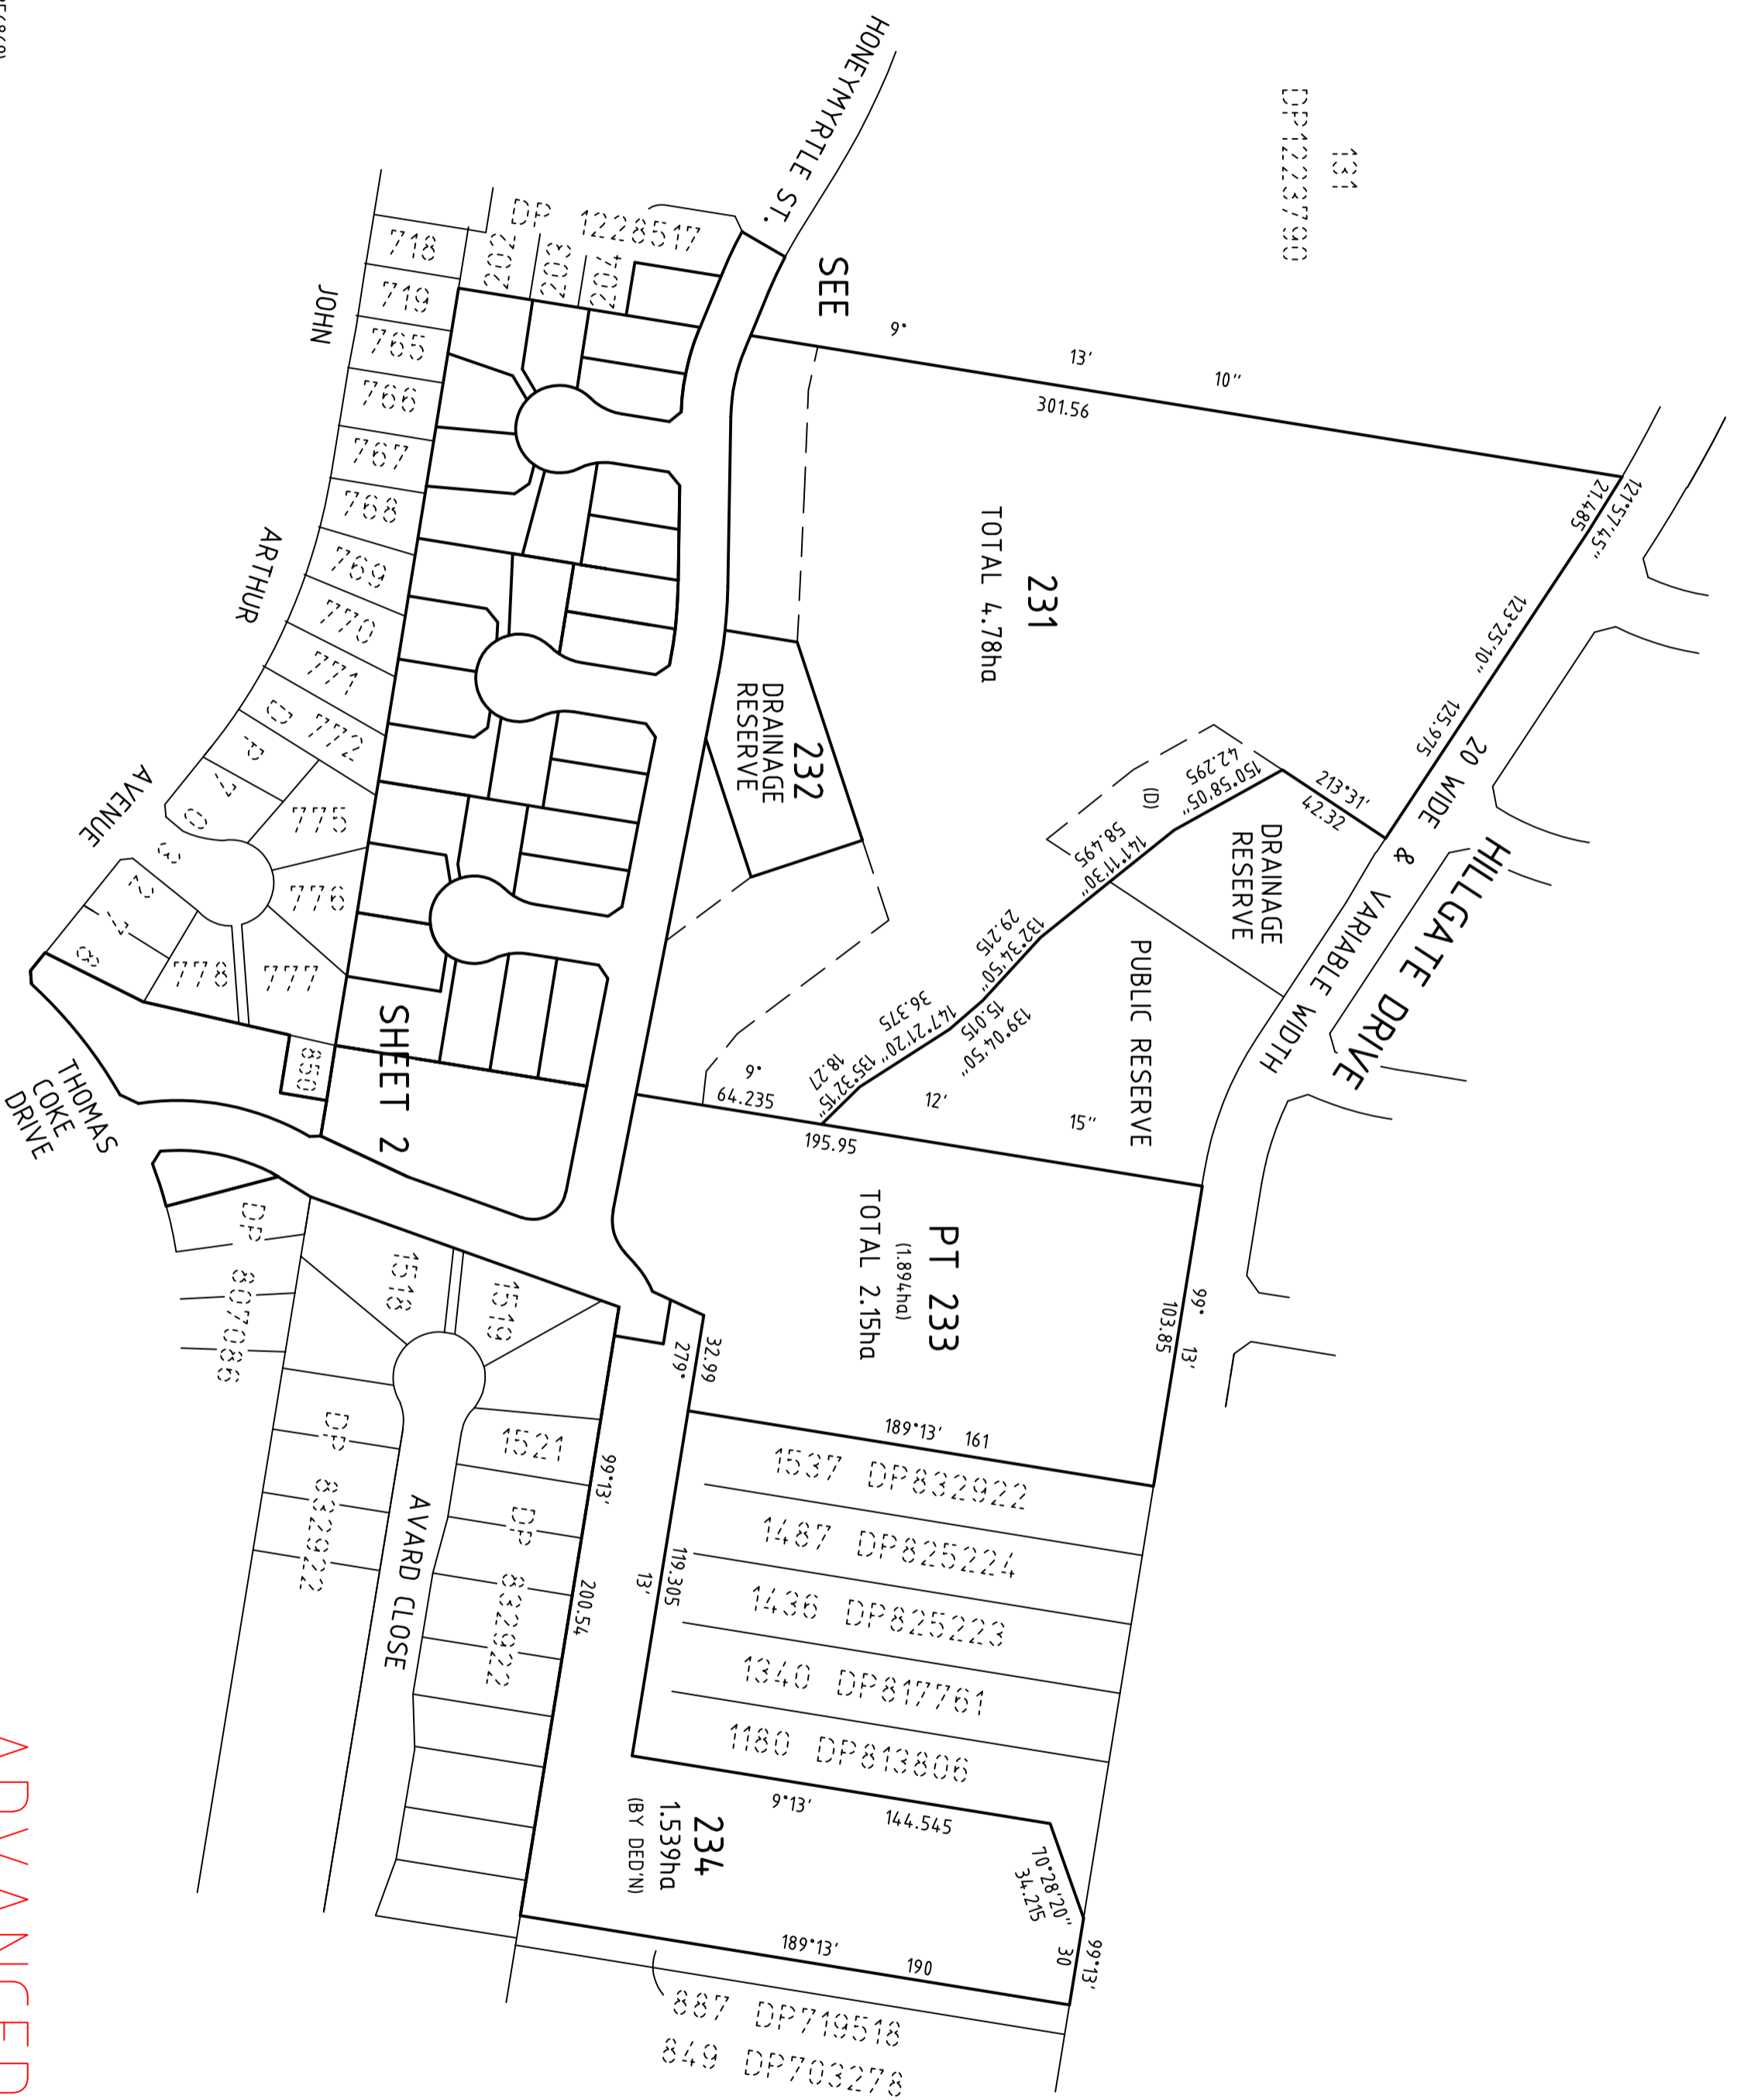 131
DP1223790
HONEYMYRTLE ST.
SEE
9°
13'
10"
301.56
121°57'45"
21.485
123°25'10"
125.975
20 WIDE & VARIABLE WIDTH
HILLGATE DRIVE
231
TOTAL 4.78ha
213°31'
42.32
150°58'05"
42.295
(D)
141°11'30"
58.495
DRAINAGE
RESERVE
132°34'50"
29.215
139°04'50"
15.015
147°21'20"
36.375
135°32'15"
18.27
PUBLIC RESERVE
232
DRAINAGE
RESERVE
9°
12'
15"
64.235
195.95
DP 1228517
202
203
204
718
719
765
766
767
768
769
770
771
772
D
P
7
0
3
2
7
8
775
776
777
778
850
JOHN
ARTHUR
AVENUE
SHEET 2
THOMAS
COKE
DRIVE
PT 233
(1.894ha)
TOTAL 2.15ha
99°
13'
103.85
32.99
279°
13'
119.305
189°13'
161
1537 DP832922
1487 DP825224
1436 DP825223
1340 DP817761
1180 DP813806
9°13'
144.545
70°28'20"
34.215
99°13'
30
234
1.539ha
(BY DED'N)
189°13'
190
887 DP719518
849 DP703278
99°13'
200.54
1518
1519
1521
DP 832922
AVARD CLOSE
DP 807086
DP 832922
ADVANCED